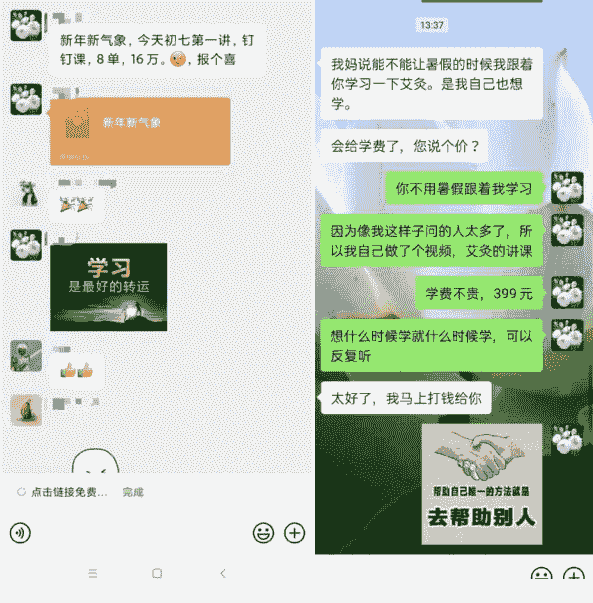 新年新气象，今天初七第一讲，钉
钉课，8单，16万。，报个喜
新年新气象
学习
是最好的转运
点击链接免费...
完成
13:37
我妈说能不能让暑假的时候我跟着
你学习一下艾灸。是我自己也想
学。
会给学费了，您说个价？
你不用暑假跟着我学习
因为像我这样子问的人太多了，所
以我自己做了个视频，艾灸的讲课
学费不贵，399元
想什么时候学就什么时候学，可以
反复听
太好了，我马上打钱给你
帮助自己唯一的方法就是
去帮助别人